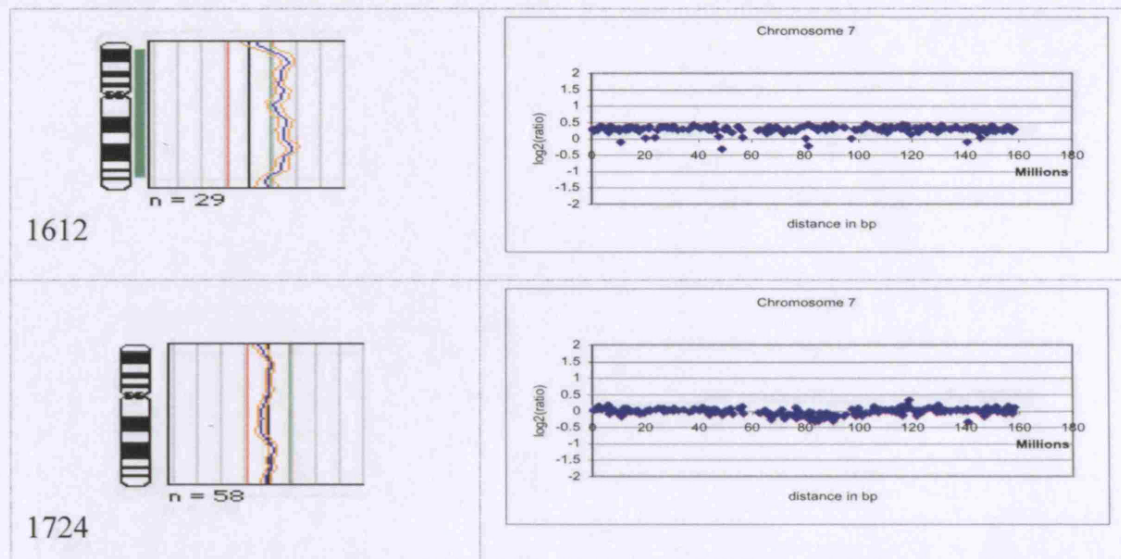 n = 29
1612
Chromosome 7
log2(ratio)
2
1.5
1
0.5
0
-0.5
-1
-1.5
-2
0 20 40 60 80 100 120 140 160 180
Millions
distance in bp
n = 58
1724
Chromosome 7
log2(ratio)
2
1.5
1
0.5
0
-0.5
-1
-1.5
-2
0 20 40 60 80 100 120 140 160 180
Millions
distance in bp